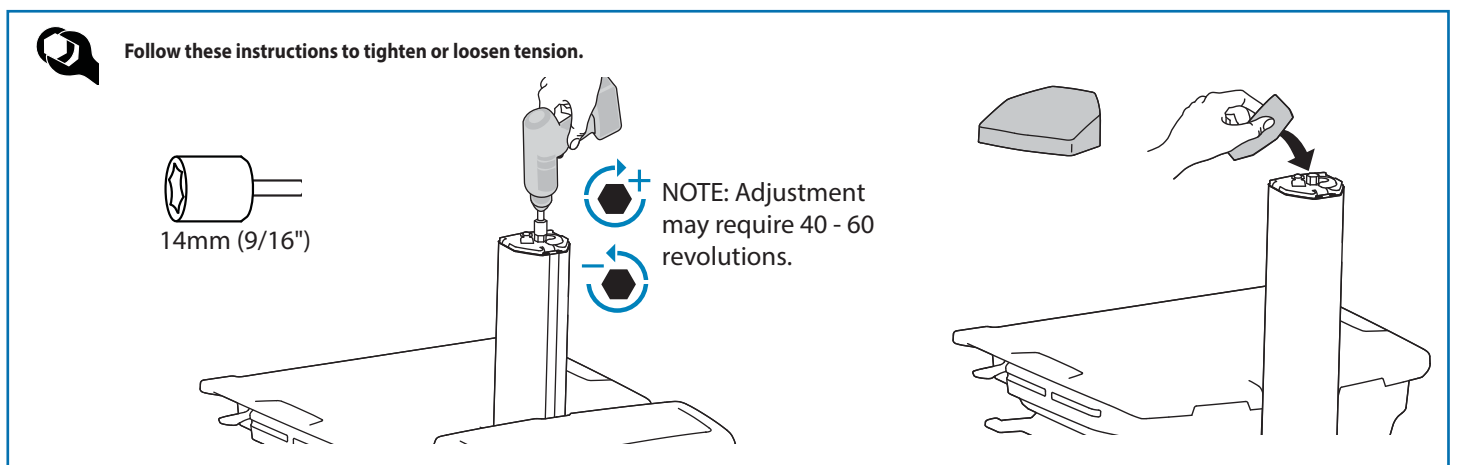 Follow these instructions to tighten or loosen tension.
14mm (9/16")
+
NOTE: Adjustment
may require 40 - 60
revolutions.
−